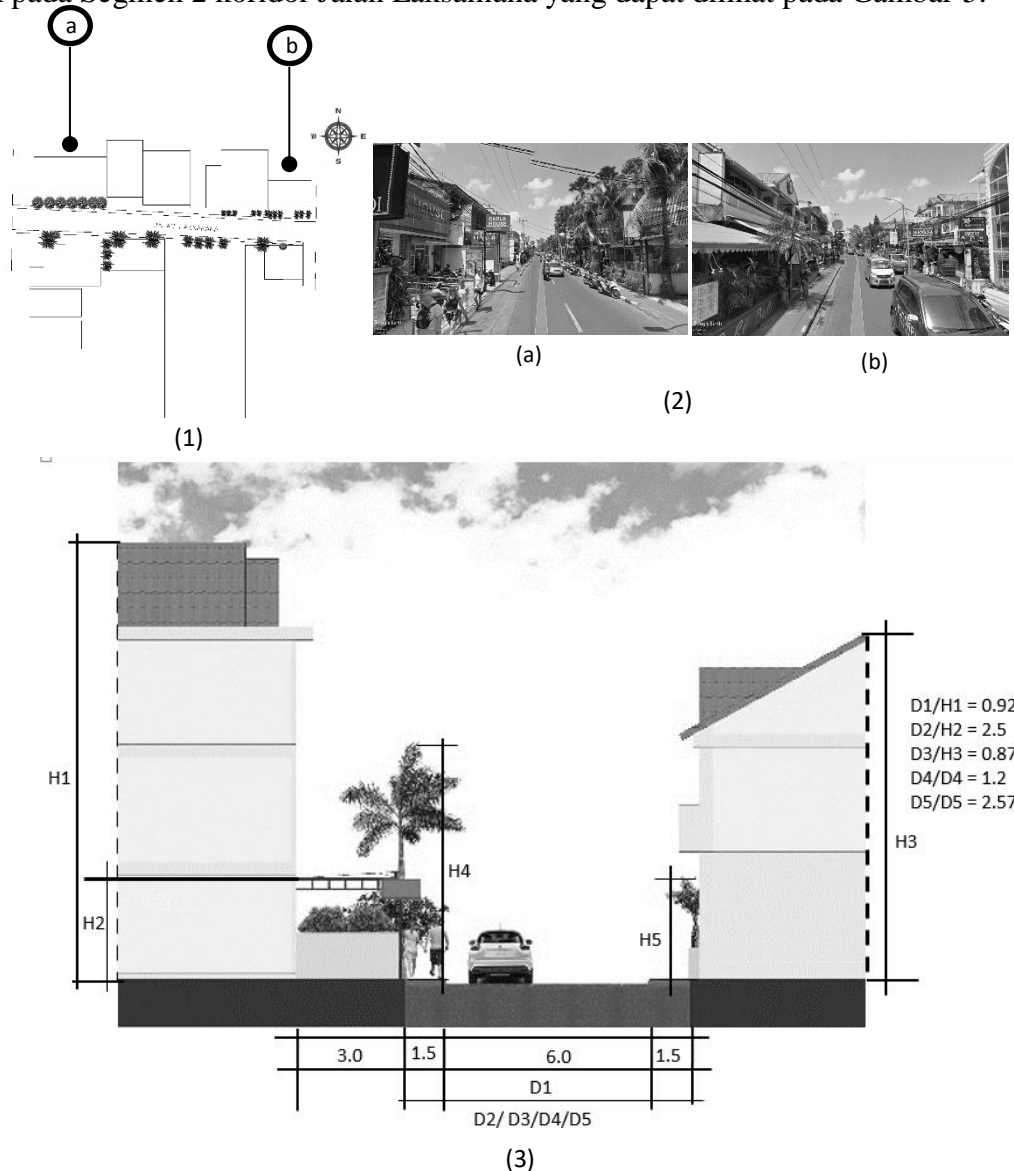 pada Segmen 2 koridor Jalan Laksamana yang dapat dilihat pada Gambar 5.
a
b
N
W
E
S
(a)
(b)
(1)
(2)
H1
H2
H4
H5
H3
D1/H1 = 0.92
D2/H2 = 2.5
D3/H3 = 0.87
D4/D4 = 1.2
D5/D5 = 2.57
3.0
1.5
6.0
1.5
D1
D2/ D3/D4/D5
(3)